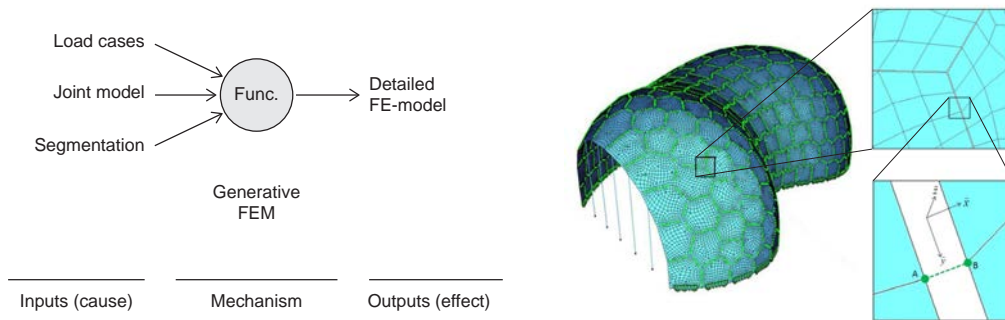 Load cases
Joint model
Segmentation
Func.
Detailed
FE-model
Generative
FEM
Inputs (cause)
Mechanism
Outputs (effect)
A
B